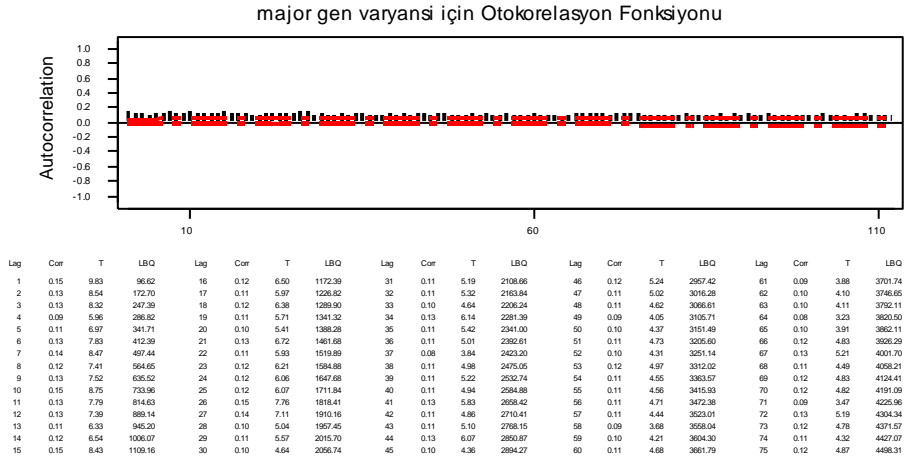 major gen varyansi için Otokorelasyon Fonksiyonu
Autocorrelation
1.0
0.8
0.6
0.4
0.2
0.0
-0.2
-0.4
-0.6
-0.8
-1.0
10 60 110
Lag Corr T LBQ Lag Corr T LBQ Lag Corr T LBQ Lag Corr T LBQ Lag Corr T LBQ
1 0.15 9.83 96.62 16 0.12 6.50 1172.39 31 0.11 5.19 2108.66 46 0.12 5.24 2957.42 61 0.09 3.88 3701.74
2 0.13 8.54 172.70 17 0.11 5.97 1226.82 32 0.11 5.32 2163.84 47 0.11 5.02 3016.28 62 0.10 4.10 3746.65
3 0.13 8.32 247.39 18 0.12 6.38 1289.90 33 0.10 4.64 2206.24 48 0.11 4.62 3066.61 63 0.10 4.11 3792.11
4 0.09 5.96 286.82 19 0.11 5.71 1341.32 34 0.13 6.14 2281.39 49 0.09 4.05 3105.71 64 0.08 3.23 3820.50
5 0.11 6.97 341.71 20 0.10 5.41 1388.28 35 0.11 5.42 2341.00 50 0.10 4.37 3151.49 65 0.10 3.91 3862.11
6 0.13 7.83 412.39 21 0.13 6.72 1461.68 36 0.11 5.01 2392.61 51 0.11 4.73 3205.60 66 0.12 4.83 3926.29
7 0.14 8.47 497.44 22 0.11 5.93 1519.89 37 0.08 3.84 2423.20 52 0.10 4.31 3251.14 67 0.13 5.21 4001.70
8 0.12 7.41 564.65 23 0.12 6.21 1584.88 38 0.11 4.98 2475.05 53 0.12 4.97 3312.02 68 0.11 4.49 4058.21
9 0.13 7.52 635.52 24 0.12 6.06 1647.68 39 0.11 5.22 2532.74 54 0.11 4.55 3363.57 69 0.12 4.83 4124.41
10 0.15 8.75 733.96 25 0.12 6.07 1711.84 40 0.11 4.94 2584.88 55 0.11 4.56 3415.93 70 0.12 4.82 4191.09
11 0.13 7.79 814.63 26 0.15 7.76 1818.41 41 0.13 5.83 2658.42 56 0.11 4.71 3472.38 71 0.09 3.47 4225.96
12 0.13 7.39 889.14 27 0.14 7.11 1910.16 42 0.11 4.86 2710.41 57 0.11 4.44 3523.01 72 0.13 5.19 4304.34
13 0.11 6.33 945.20 28 0.10 5.04 1957.45 43 0.11 5.10 2768.15 58 0.09 3.68 3558.04 73 0.12 4.78 4371.57
14 0.12 6.54 1006.07 29 0.11 5.57 2015.70 44 0.13 6.07 2850.87 59 0.10 4.21 3604.30 74 0.11 4.32 4427.07
15 0.15 8.43 1109.16 30 0.10 4.64 2056.74 45 0.10 4.36 2894.27 60 0.11 4.68 3661.79 75 0.12 4.87 4498.31